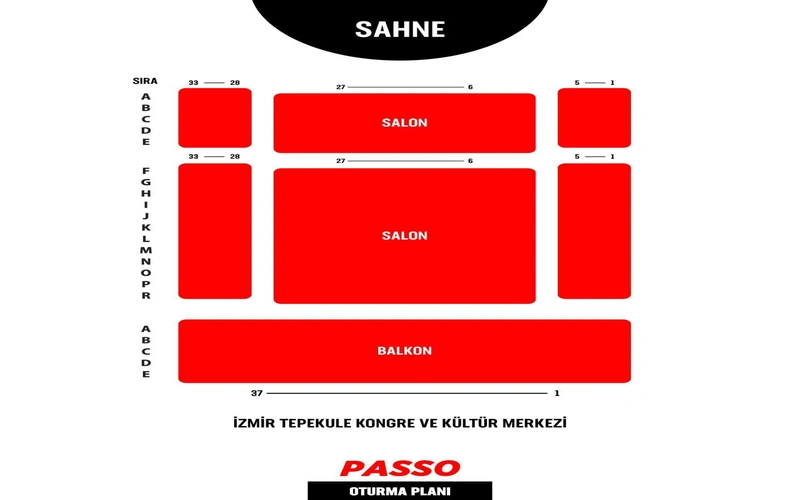 SAHNE
SIRA
33 28
27 6
5 1
A
B
C
D
E
SALON
33 28
27 6
5 1
F
G
H
I
J
K
L
M
N
O
P
R
SALON
A
B
C
D
E
BALKON
37 1
İZMİR TEPEKULE KONGRE VE KÜLTÜR MERKEZİ
PASSO
OTURMA PLANI